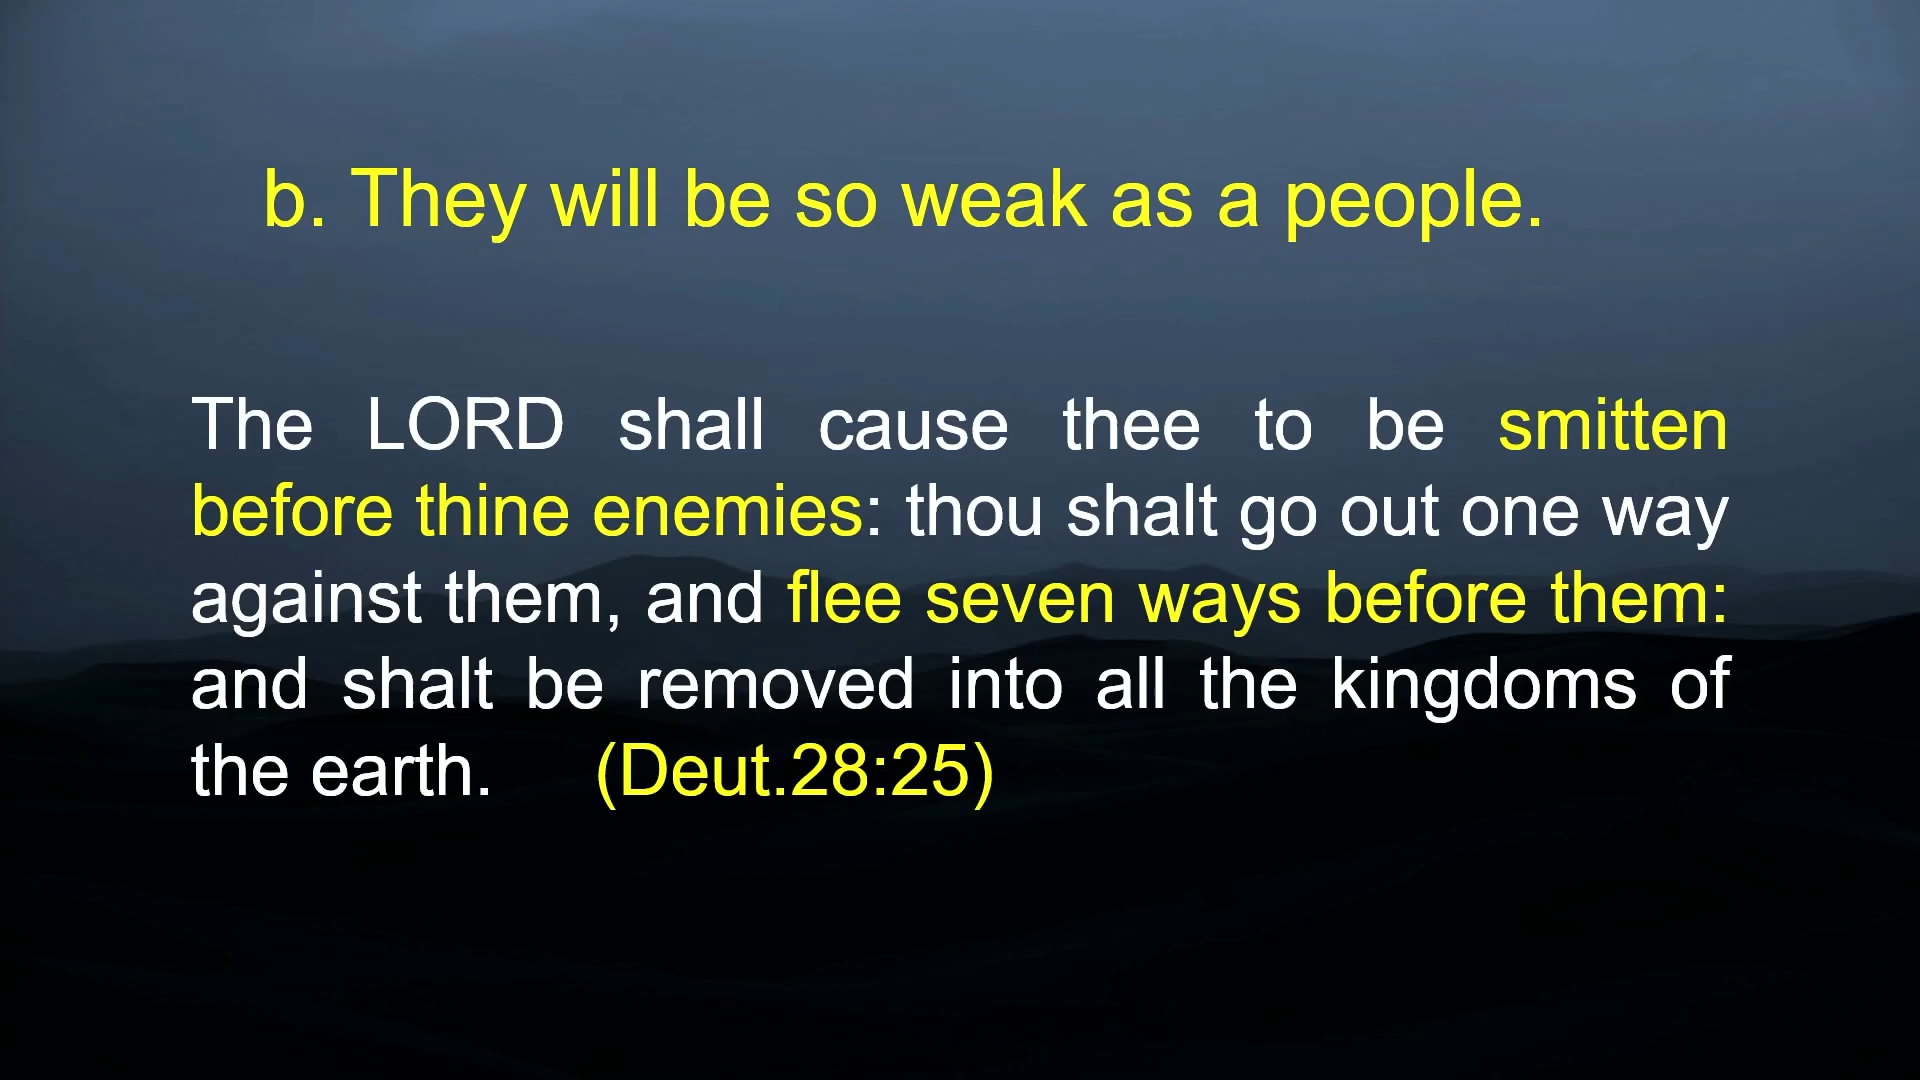 b. They will be so weak as a people.
The LORD shall cause thee to be smitten
before thine enemies: thou shalt go out one way
against them, and flee seven ways before them:
and shalt be removed into all the kingdoms of
the earth. (Deut.28:25)